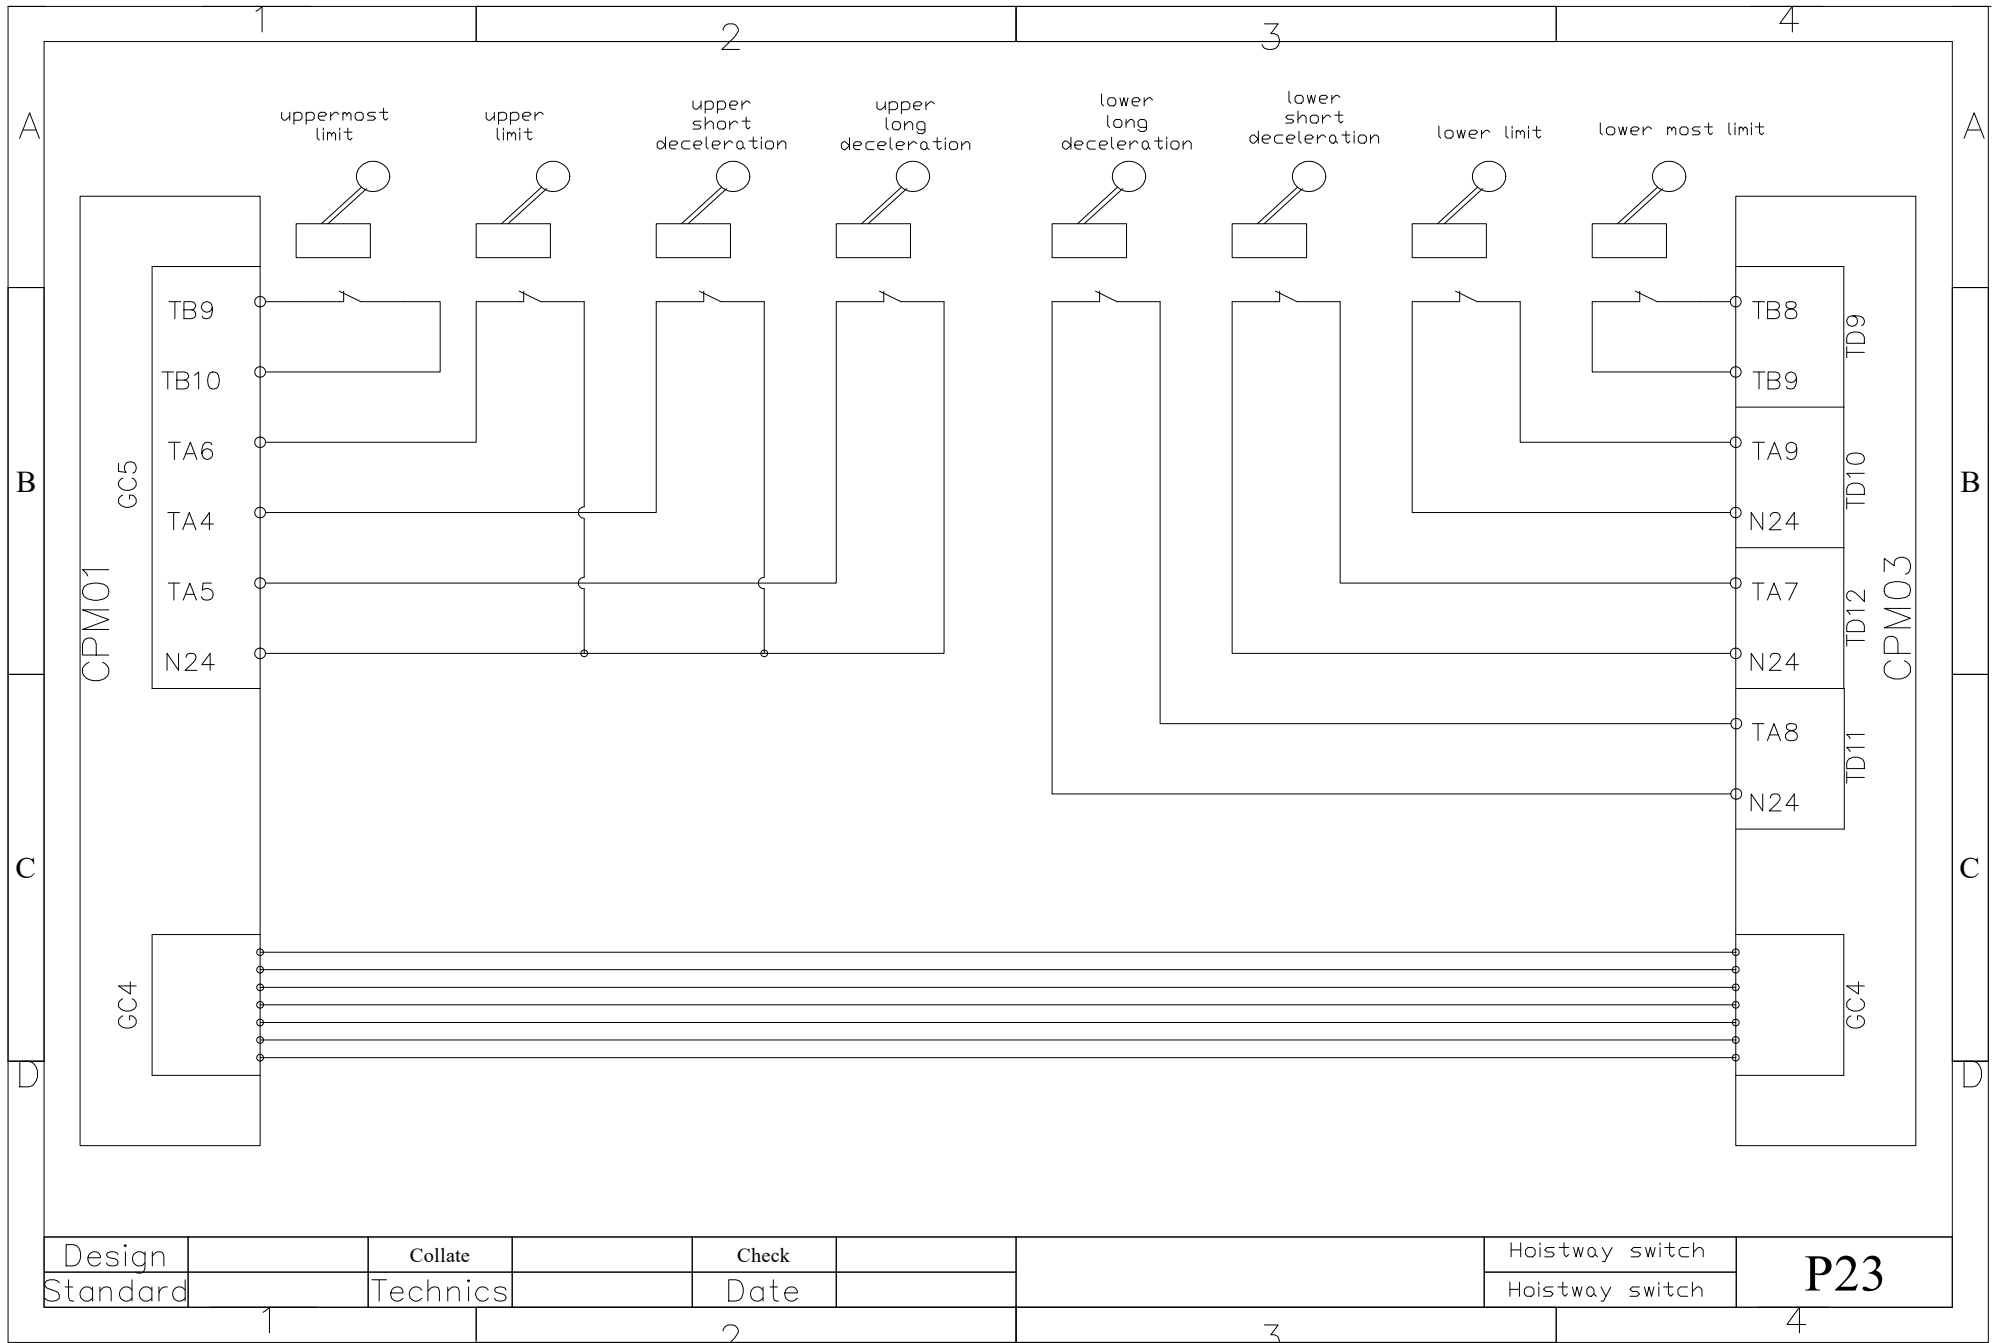 1
2
3
4
A
A
uppermost
limit
upper
limit
upper
short
deceleration
upper
long
deceleration
lower
long
deceleration
lower
short
deceleration
lower limit
lower most limit
TB9
TB10
TA6
TA4
TA5
N24
GC5
CPM01
TB8
TB9
TD9
TA9
N24
TD10
TA7
N24
TD12
TA8
N24
TD11
CPM03
B
B
C
C
GC4
GC4
D
D
Design
Collate
Check
Hoistway switch
P23
Standard
Technics
Date
Hoistway switch
1
2
3
4